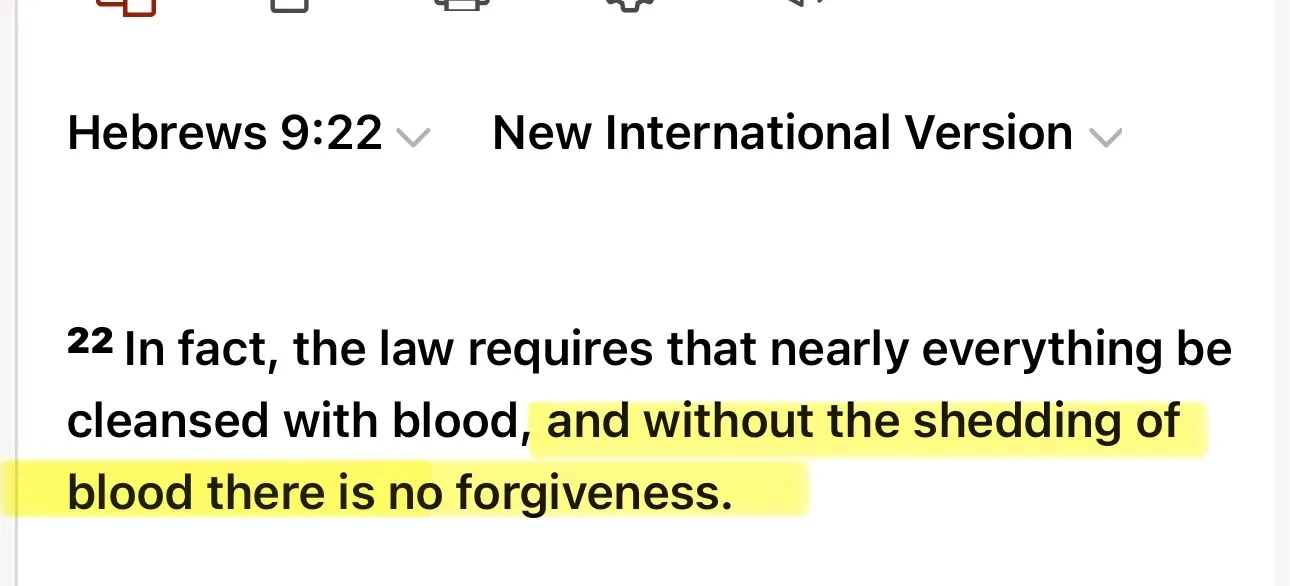 Hebrews 9:22 New International Version
22 In fact, the law requires that nearly everything be
cleansed with blood, and without the shedding of
blood there is no forgiveness.